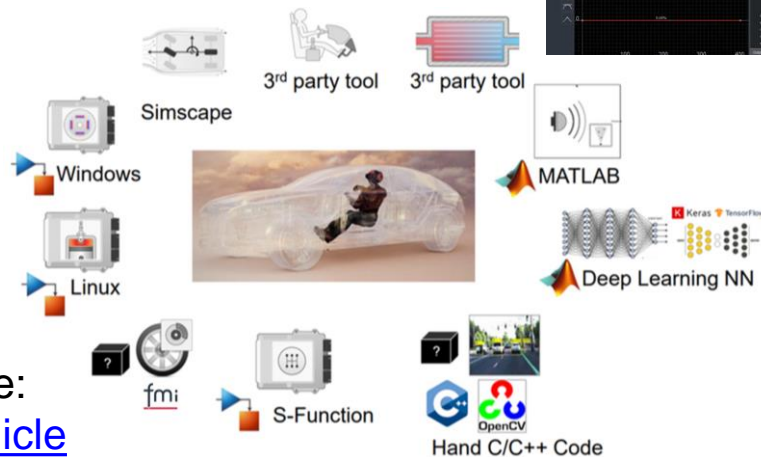 3rd party tool
3rd party tool
Simscape
Windows
MATLAB
Keras TensorFlow
Linux
Deep Learning NN
?
?
fmi
S-Function
C++
OpenCV
Hand C/C++ Code
e:
icle